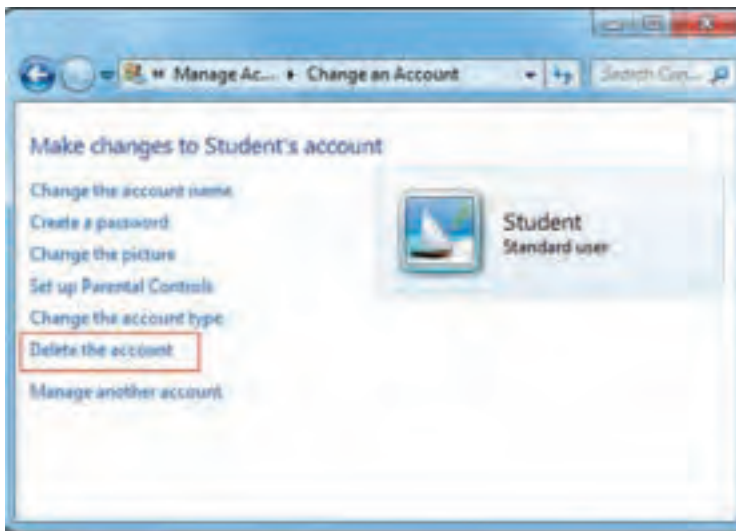 « Manage Ac... ▸ Change an Account
Search Con...
Make changes to Student's account
Change the account name
Create a password
Change the picture
Set up Parental Controls
Change the account type
Delete the account
Manage another account
Student
Standard user